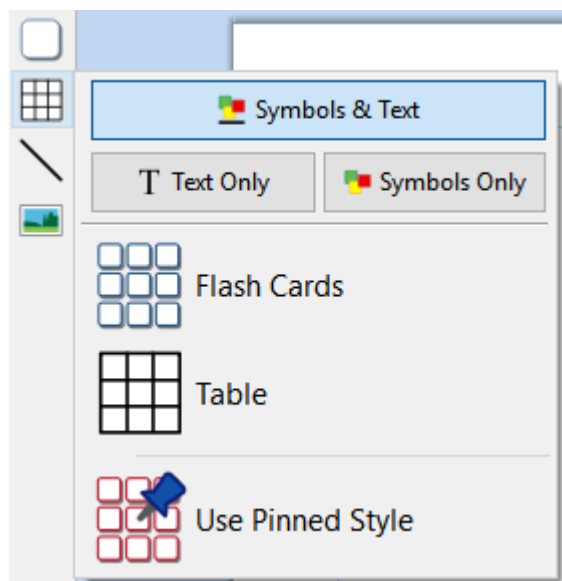 Symbols & Text
T Text Only
Symbols Only
Flash Cards
Table
Use Pinned Style